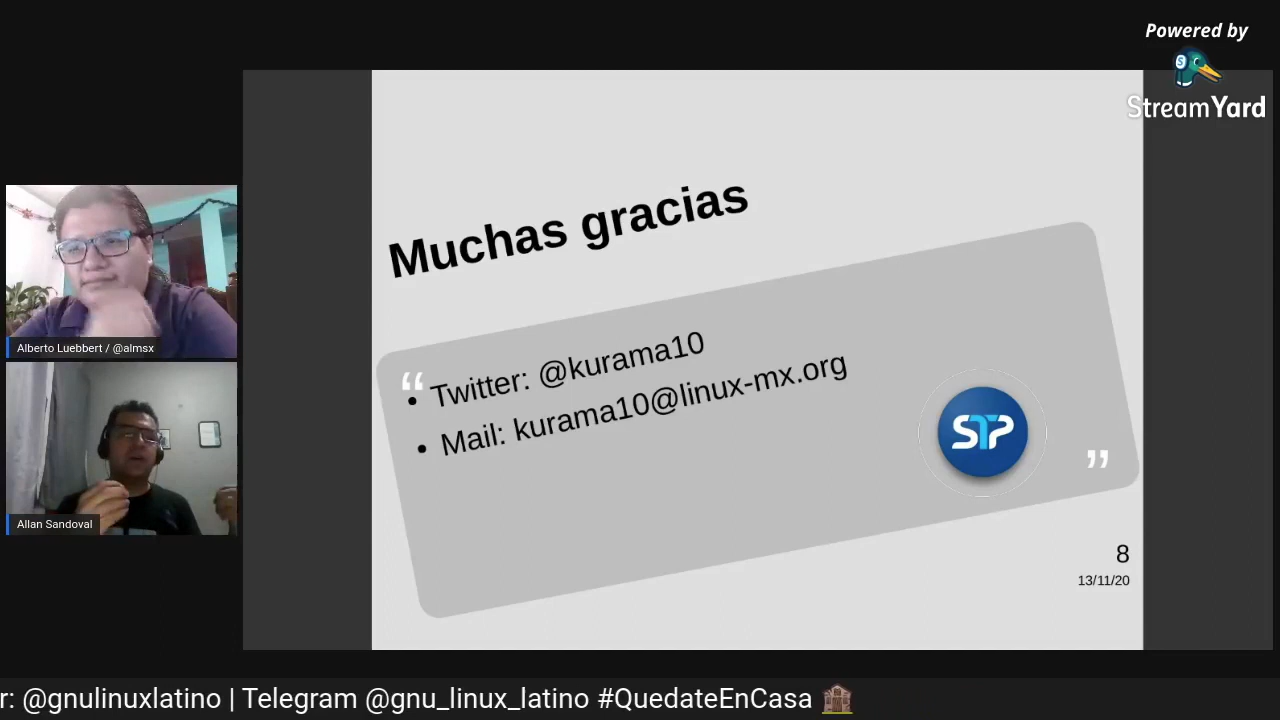 Powered by
StreamYard
Muchas gracias
“
• Twitter: @kurama10
• Mail: kurama10@linux-mx.org
STP
”
8
13/11/20
Alberto Luebbert / @almsx
Allan Sandoval
r: @gnulinuxlatino | Telegram @gnu_linux_latino #QuedateEnCasa